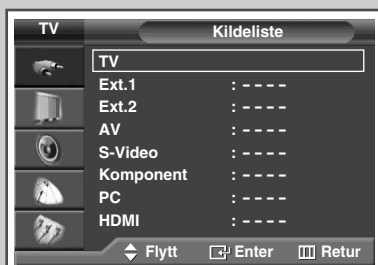 TV Kildeliste
TV
Ext.1 : - - - -
Ext.2 : - - - -
AV : - - - -
S-Video : - - - -
Komponent : - - - -
PC : - - - -
HDMI : - - - -
Flytt Enter Retur